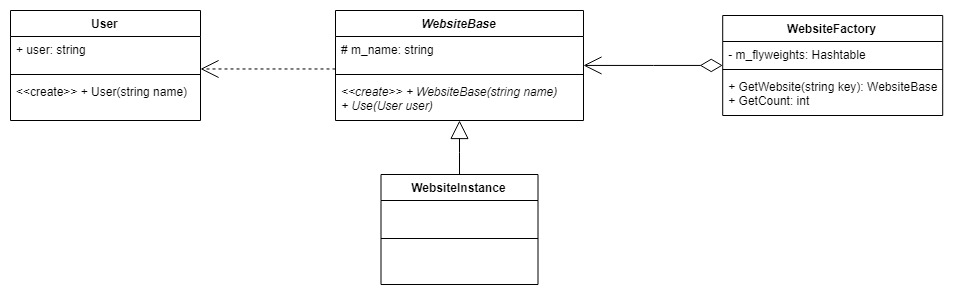 User
+ user: string
<<create>> + User(string name)
WebsiteBase
# m_name: string
<<create>> + WebsiteBase(string name)
+ Use(User user)
WebsiteFactory
- m_flyweights: Hashtable
+ GetWebsite(string key): WebsiteBase
+ GetCount: int
WebsiteInstance